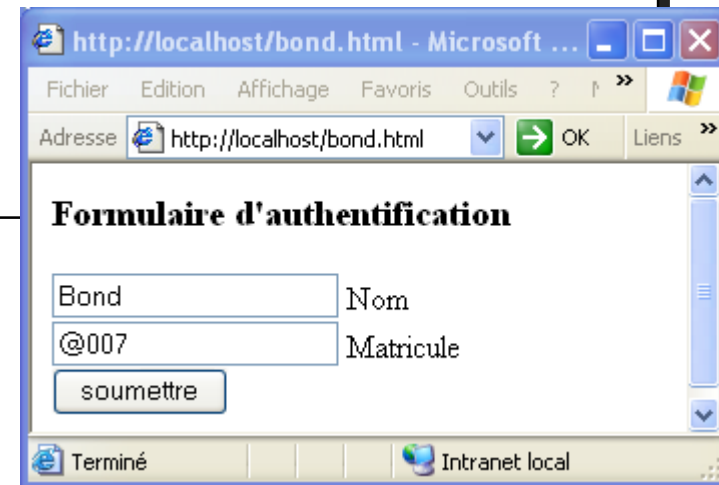 http://localhost/bond.html - Microsoft ...
Fichier Edition Affichage Favoris Outils ? »
Adresse http://localhost/bond.html OK Liens »
Formulaire d'authentification
Bond Nom
@007 Matricule
soumettre
Terminé Intranet local